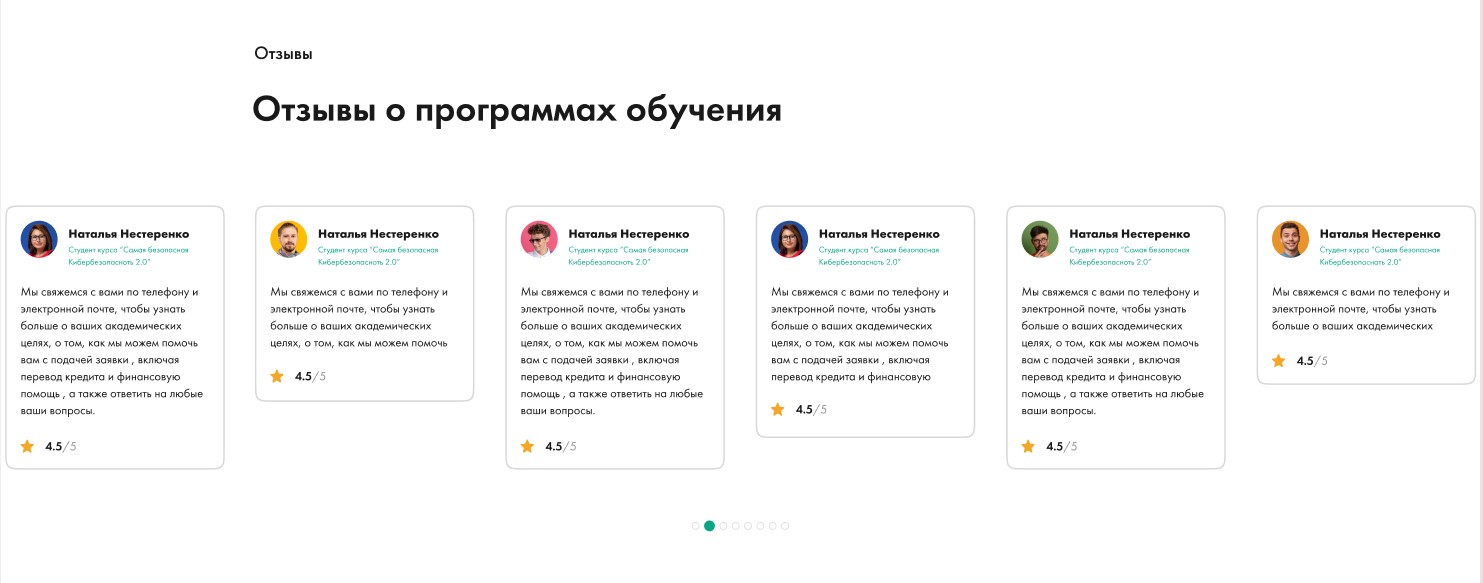 Отзывы
Отзывы о программах обучения
Наталья Нестеренко
Студент курса "Самая безопасная
Кибербезопасноть 2.0"
Мы свяжемся с вами по телефону и
электронной почте, чтобы узнать
больше о ваших академических
целях, о том, как мы можем помочь
вам с подачей заявки , включая
перевод кредита и финансовую
помощь , а также ответить на любые
ваши вопросы.
4.5/5
Наталья Нестеренко
Студент курса "Самая безопасная
Кибербезопасноть 2.0"
Мы свяжемся с вами по телефону и
электронной почте, чтобы узнать
больше о ваших академических
целях, о том, как мы можем помочь
4.5/5
Наталья Нестеренко
Студент курса "Самая безопасная
Кибербезопасноть 2.0"
Мы свяжемся с вами по телефону и
электронной почте, чтобы узнать
больше о ваших академических
целях, о том, как мы можем помочь
вам с подачей заявки , включая
перевод кредита и финансовую
помощь , а также ответить на любые
ваши вопросы.
4.5/5
Наталья Нестеренко
Студент курса "Самая безопасная
Кибербезопасноть 2.0"
Мы свяжемся с вами по телефону и
электронной почте, чтобы узнать
больше о ваших академических
целях, о том, как мы можем помочь
вам с подачей заявки , включая
перевод кредита и финансовую
4.5/5
Наталья Нестеренко
Студент курса "Самая безопасная
Кибербезопасноть 2.0"
Мы свяжемся с вами по телефону и
электронной почте, чтобы узнать
больше о ваших академических
целях, о том, как мы можем помочь
вам с подачей заявки , включая
перевод кредита и финансовую
помощь , а также ответить на любые
ваши вопросы.
4.5/5
Наталья Нестеренко
Студент курса "Самая безопасная
Кибербезопасноть 2.0"
Мы свяжемся с вами по телефону и
электронной почте, чтобы узнать
больше о ваших академических
4.5/5